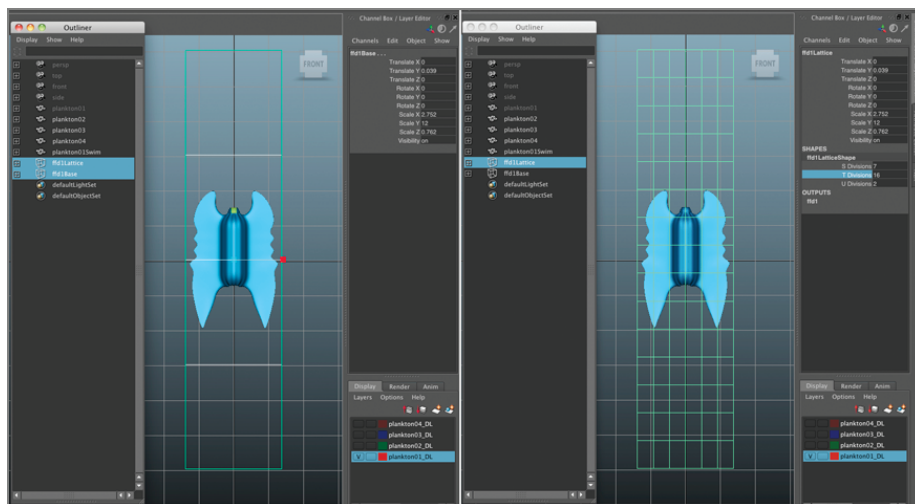 Outliner
Display Show Help
persp
top
front
side
plankton01
plankton02
plankton03
plankton04
plankton01Swim
ffd1Lattice
ffd1Base
defaultLightSet
defaultObjectSet
FRONT
Channel Box / Layer Editor
Channels Edit Object Show
ffd1Base . . .
Translate X 0
Translate Y 0.039
Translate Z 0
Rotate X 0
Rotate Y 0
Rotate Z 0
Scale X 2.752
Scale Y 12
Scale Z 0.762
Visibility on
Display Render Anim
Layers Options Help
plankton04_DL
plankton03_DL
plankton02_DL
V plankton01_DL
Outliner
Display Show Help
persp
top
front
side
plankton01
plankton02
plankton03
plankton04
plankton01Swim
ffd1Lattice
ffd1Base
defaultLightSet
defaultObjectSet
FRONT
Channel Box / Layer Editor
Channels Edit Object Show
ffd1Lattice
Translate X 0
Translate Y 0.039
Translate Z 0
Rotate X 0
Rotate Y 0
Rotate Z 0
Scale X 2.752
Scale Y 12
Scale Z 0.762
Visibility on
SHAPES
ffd1LatticeShape
S Divisions 7
T Divisions 16
U Divisions 2
OUTPUTS
ffd1
Display Render Anim
Layers Options Help
plankton04_DL
plankton03_DL
plankton02_DL
V plankton01_DL